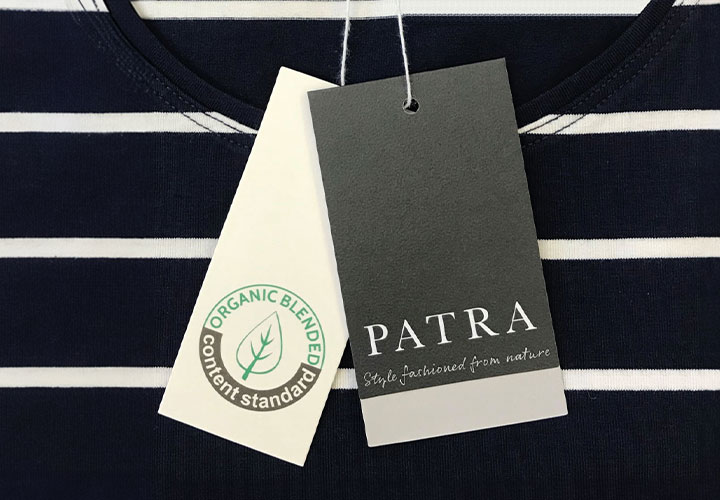 ORGANIC BLENDED
content standard
PATRA
Style fashioned from nature